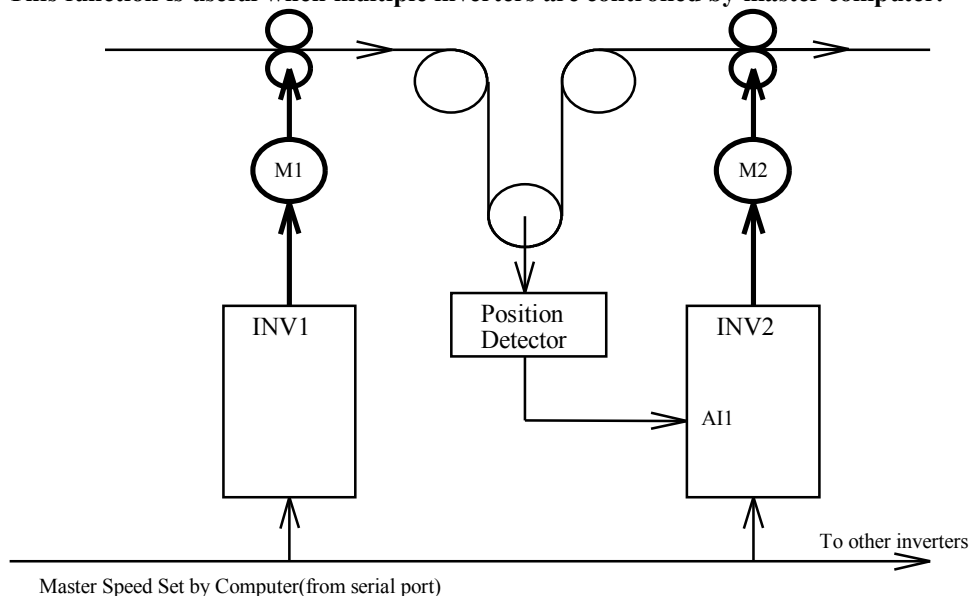 This function is useful when multiple inverters are controlled by master computer.
M1
M2
INV1
Position
Detector
INV2
AI1
To other inverters
Master Speed Set by Computer(from serial port)